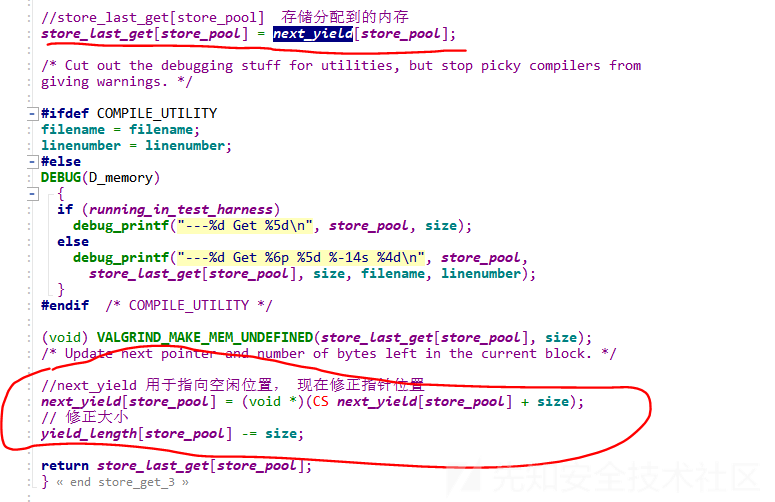 //store_last_get[store_pool] 存储分配到的内存
store_last_get[store_pool] = next_yield[store_pool];
/* Cut out the debugging stuff for utilities, but stop picky compilers from
giving warnings. */
#ifdef COMPILE_UTILITY
filename = filename;
linenumber = linenumber;
#else
DEBUG(D_memory)
{
if (running_in_test_harness)
debug_printf("---%d Get %5d\n", store_pool, size);
else
debug_printf("---%d Get %6p %5d %-14s %4d\n", store_pool,
store_last_get[store_pool], size, filename, linenumber);
}
#endif /* COMPILE_UTILITY */
(void) VALGRIND_MAKE_MEM_UNDEFINED(store_last_get[store_pool], size);
/* Update next pointer and number of bytes left in the current block. */
//next_yield 用于指向空闲位置， 现在修正指针位置
next_yield[store_pool] = (void *)(CS next_yield[store_pool] + size);
// 修正大小
yield_length[store_pool] -= size;
return store_last_get[store_pool];
} « end store_get_3 »
先知安全技术社区